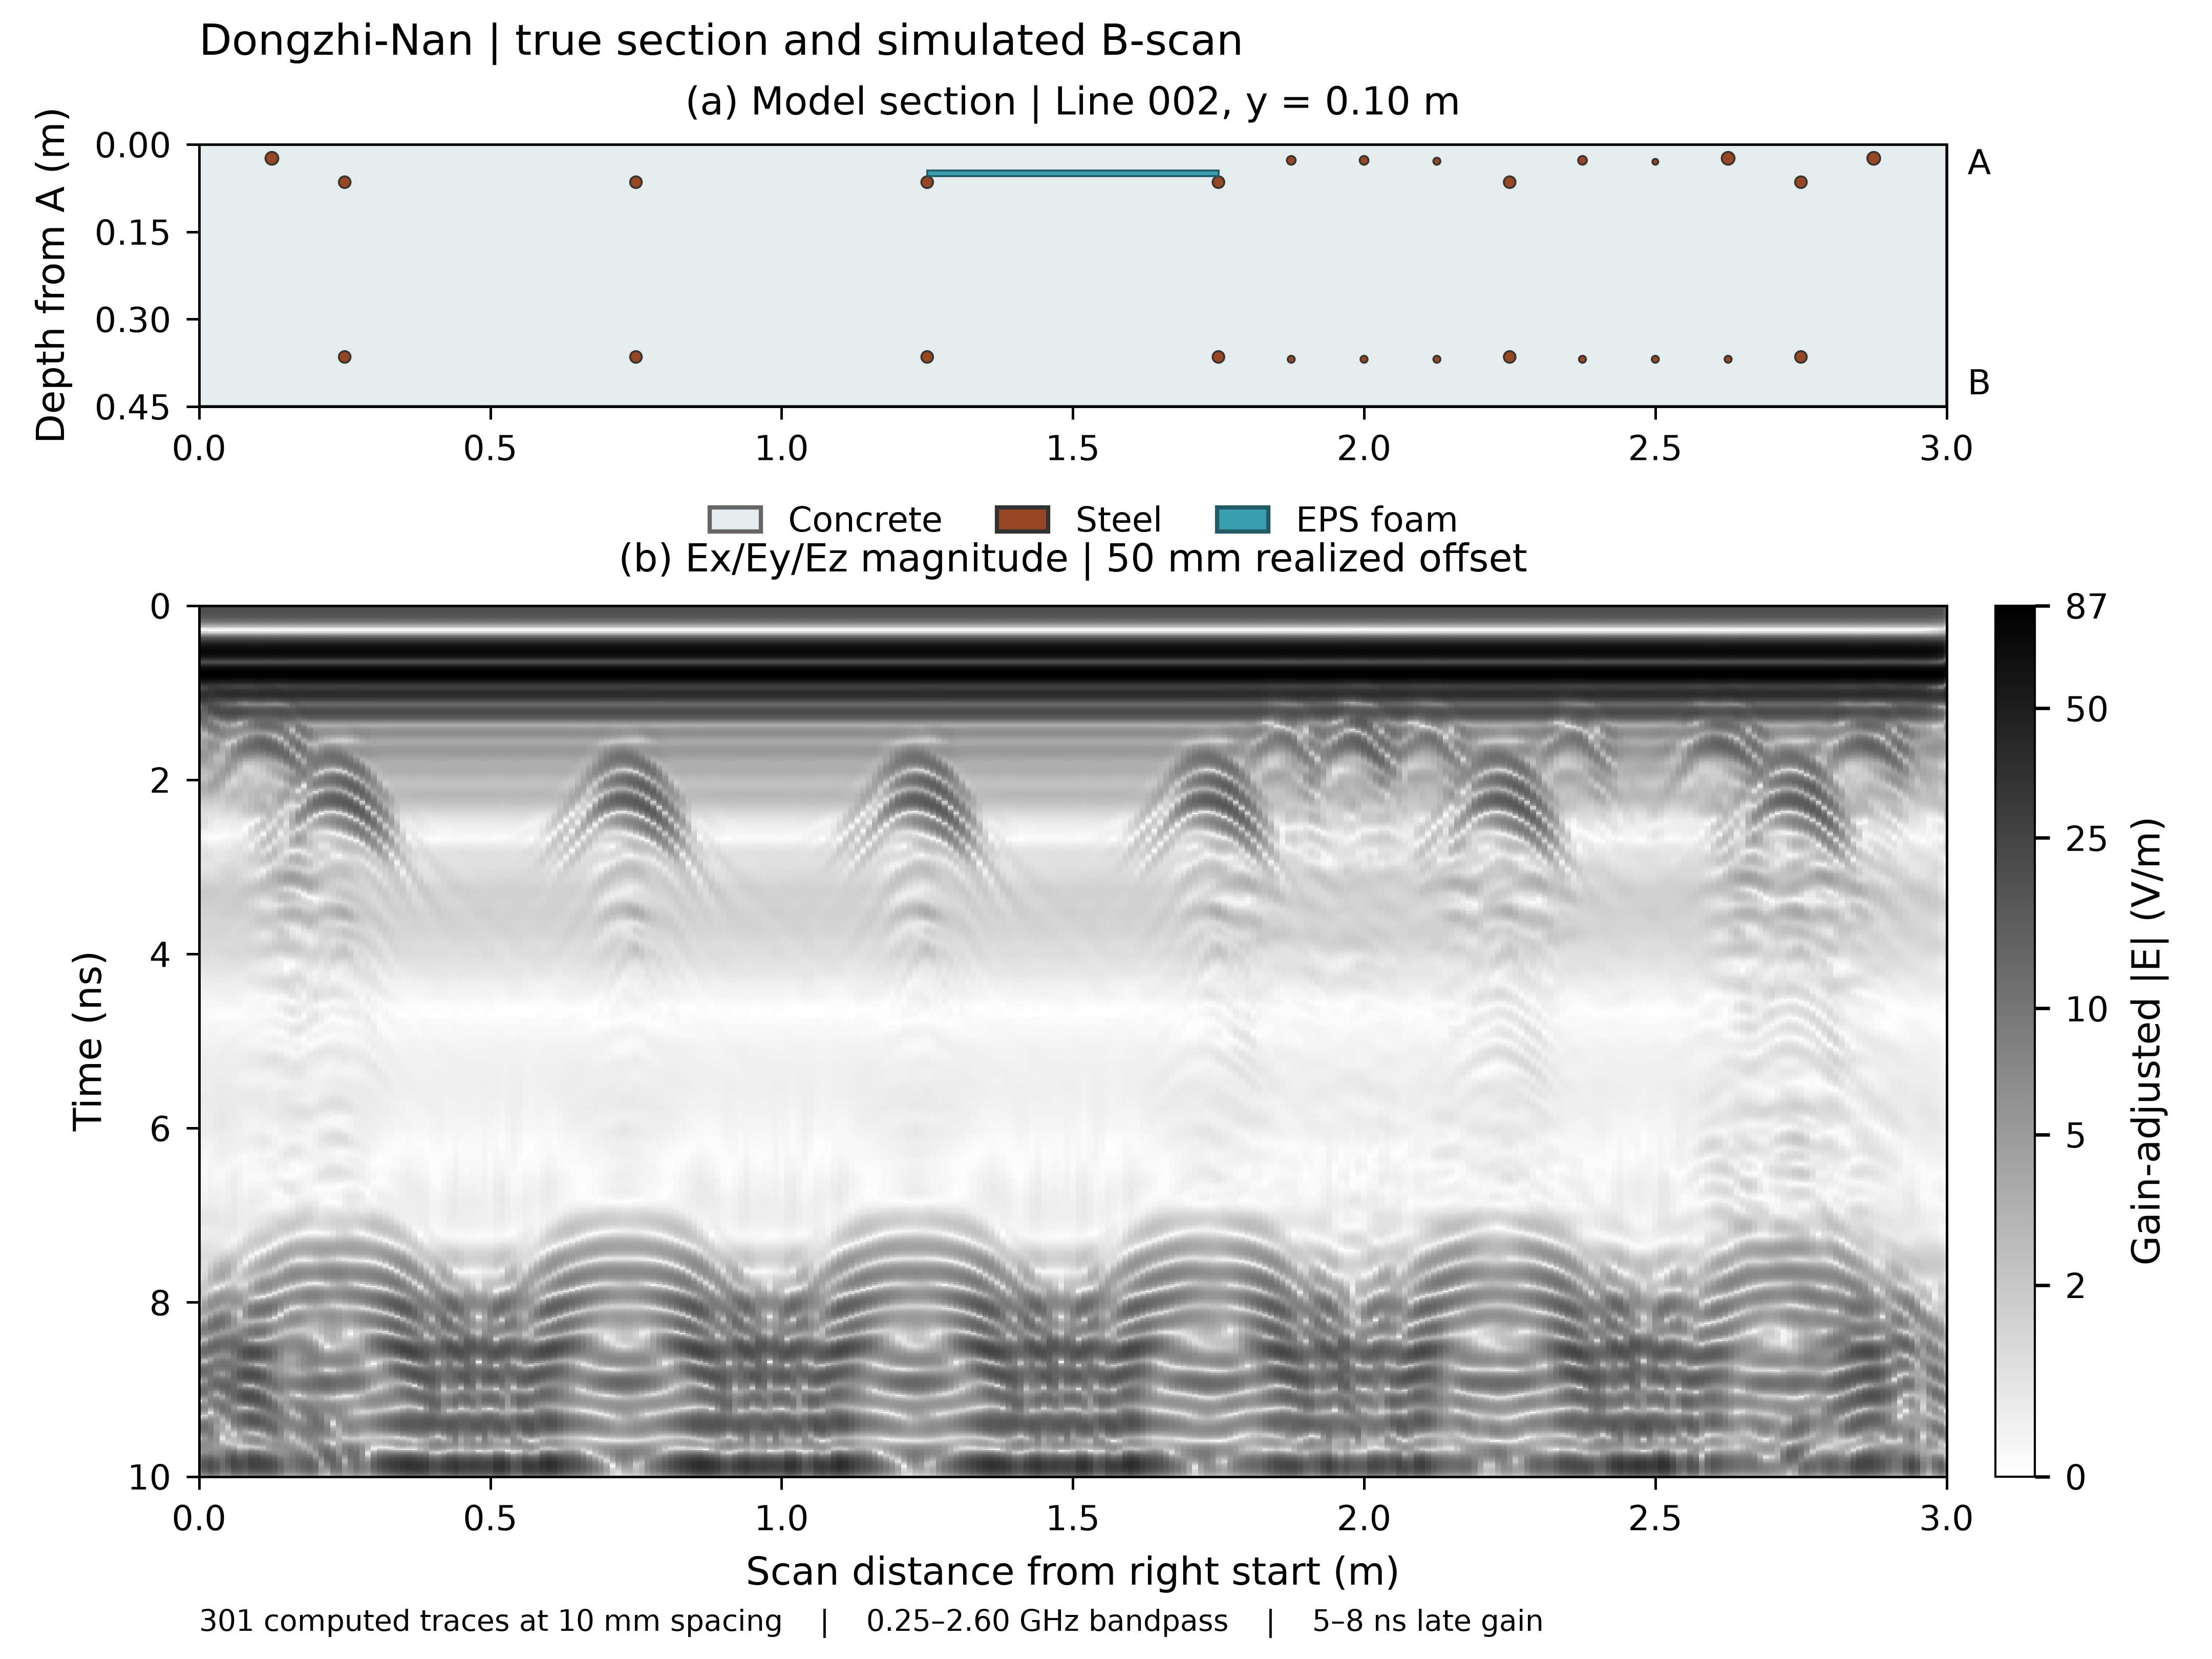 Dongzhi-Nan | true section and simulated B-scan
(a) Model section | Line 002, y = 0.10 m
Depth from A (m)
0.00
0.15
0.30
0.45
A
B
0.0 0.5 1.0 1.5 2.0 2.5 3.0
Concrete Steel EPS foam
(b) Ex/Ey/Ez magnitude | 50 mm realized offset
Time (ns)
0
2
4
6
8
10
0.0 0.5 1.0 1.5 2.0 2.5 3.0
Scan distance from right start (m)
87
50
25
10
5
2
0
Gain-adjusted |E| (V/m)
301 computed traces at 10 mm spacing | 0.25–2.60 GHz bandpass | 5–8 ns late gain